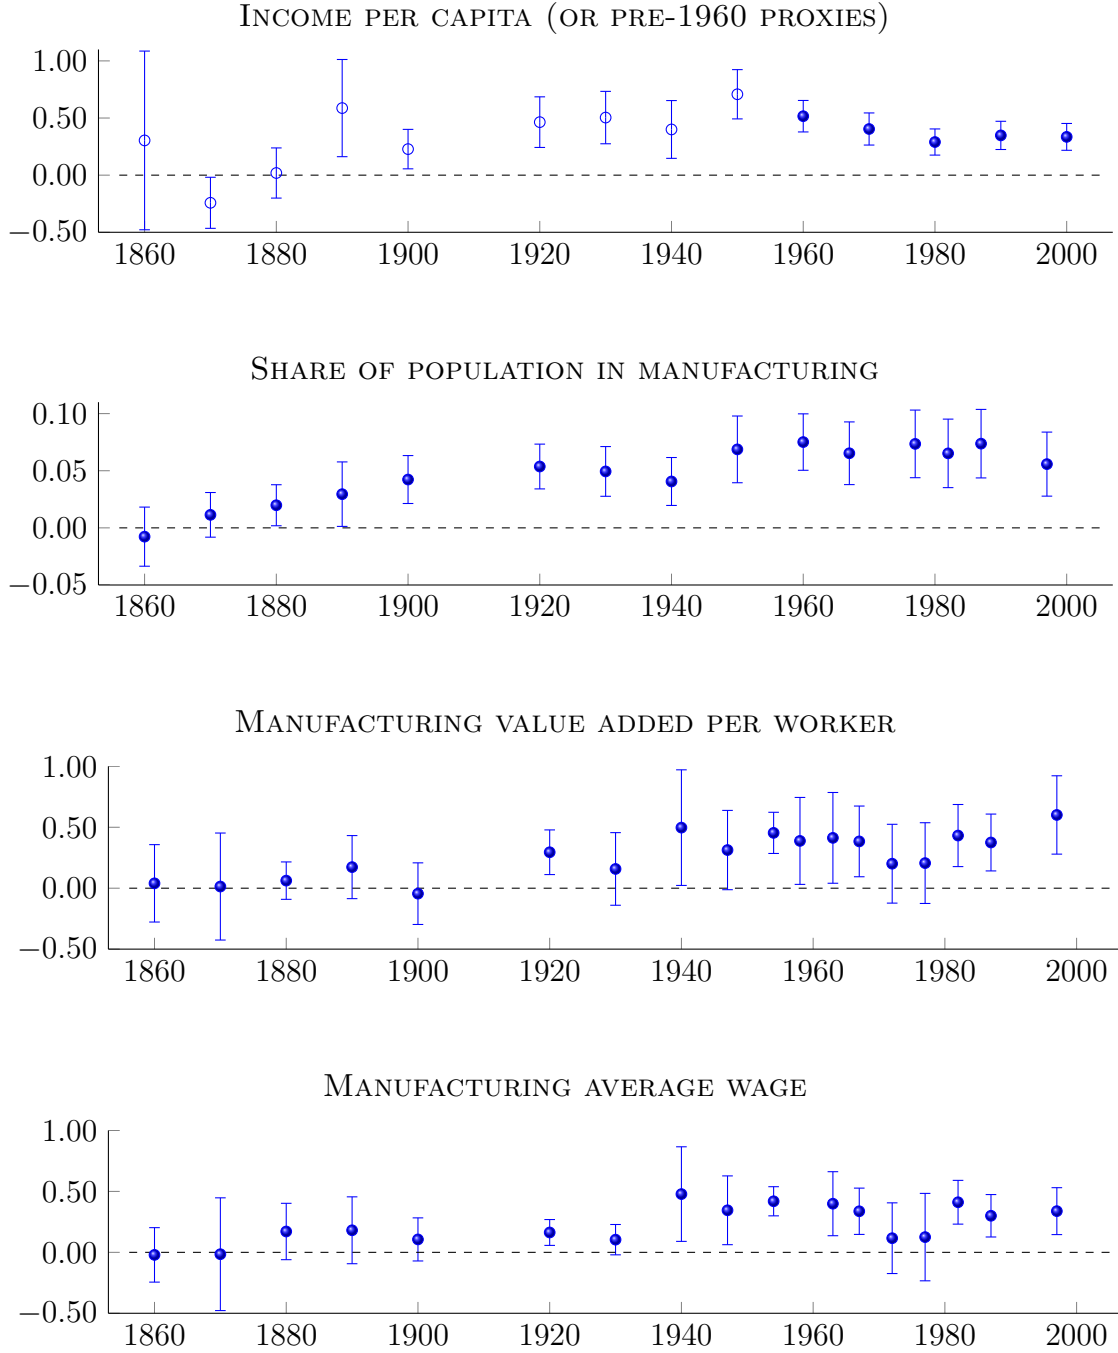 INCOME PER CAPITA (OR PRE-1960 PROXIES)
1.00
0.50
0.00
−0.50
1860 1880 1900 1920 1940 1960 1980 2000
SHARE OF POPULATION IN MANUFACTURING
0.10
0.05
0.00
−0.05
1860 1880 1900 1920 1940 1960 1980 2000
MANUFACTURING VALUE ADDED PER WORKER
1.00
0.50
0.00
−0.50
1860 1880 1900 1920 1940 1960 1980 2000
MANUFACTURING AVERAGE WAGE
1.00
0.50
0.00
−0.50
1860 1880 1900 1920 1940 1960 1980 2000